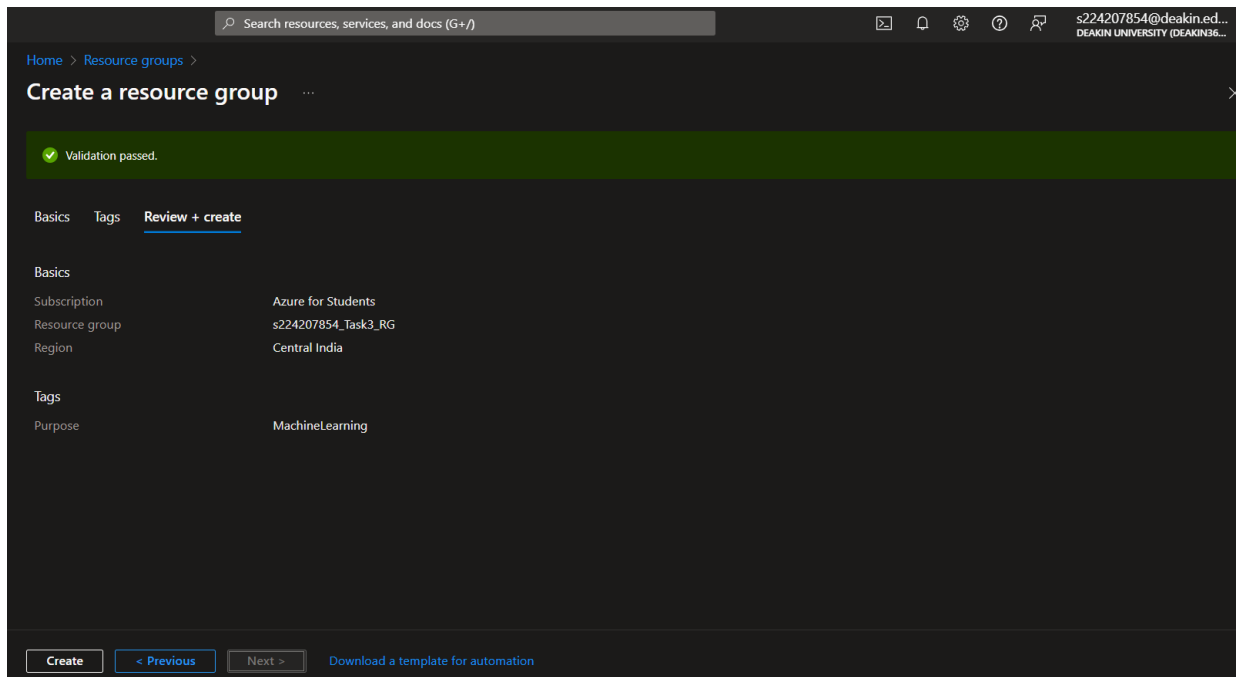 Search resources, services, and docs (G+/)
s224207854@deakin.ed...
DEAKIN UNIVERSITY (DEAKIN36...
Home > Resource groups >
Create a resource group ...
Validation passed.
Basics Tags Review + create
Basics
Subscription Azure for Students
Resource group s224207854_Task3_RG
Region Central India
Tags
Purpose MachineLearning
Create < Previous Next > Download a template for automation